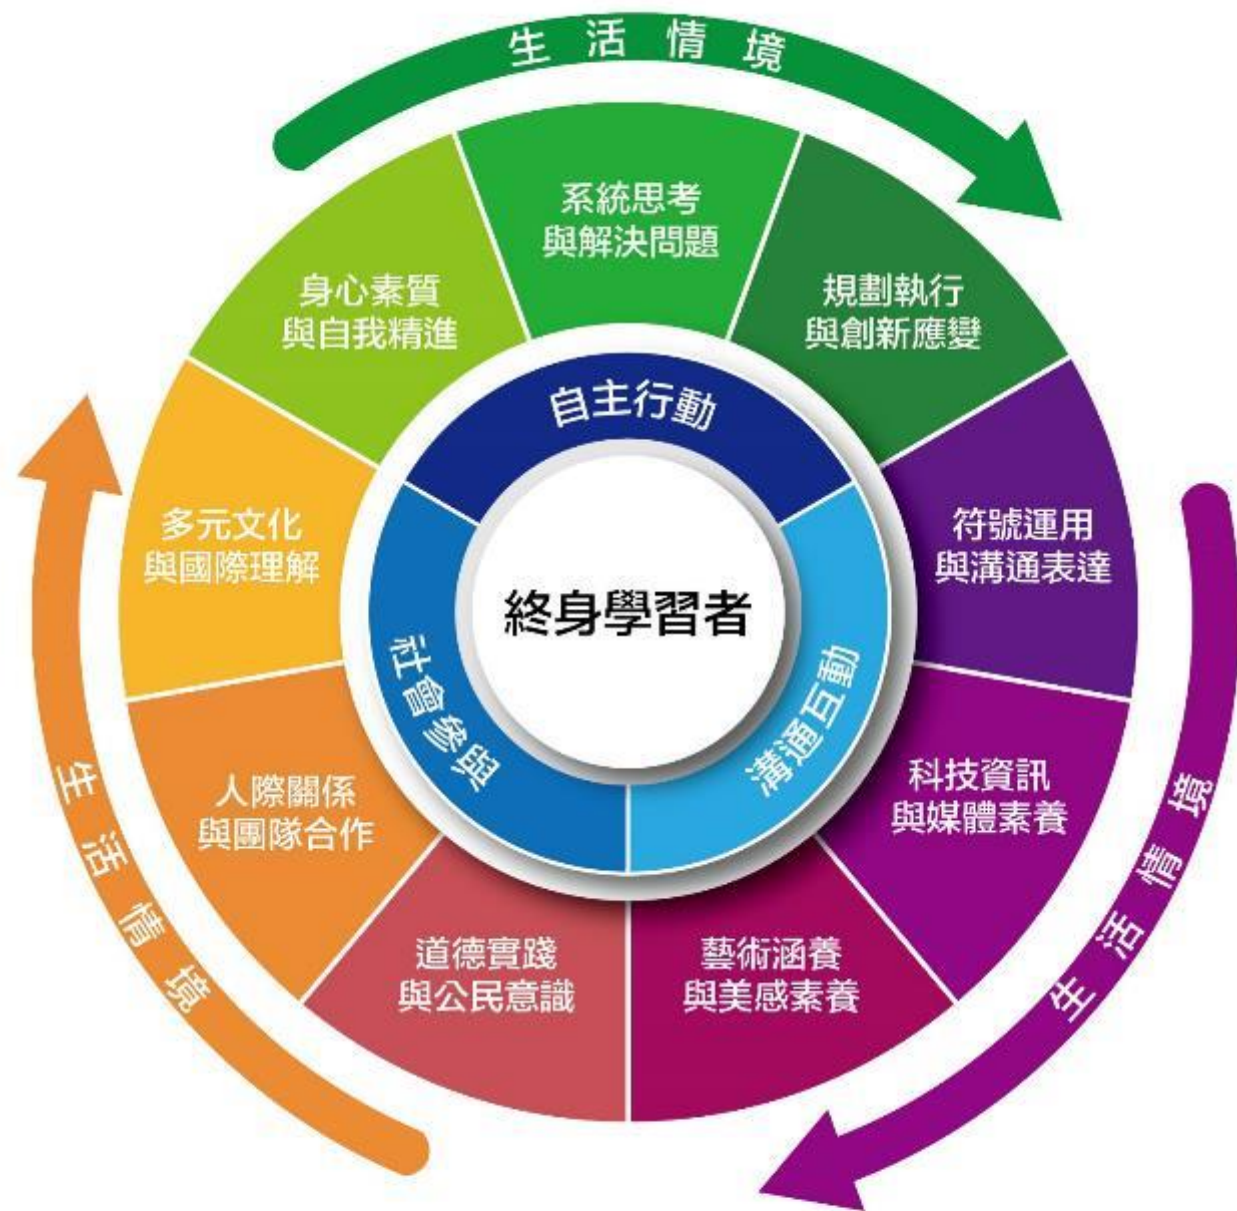 生活情境
系統思考
與解決問題
身心素質
與自我精進
規劃執行
與創新應變
自主行動
多元文化
與國際理解
符號運用
與溝通表達
終身學習者
社會參與
溝通互動
人際關係
與團隊合作
科技資訊
與媒體素養
生活情境
生活情境
道德實踐
與公民意識
藝術涵養
與美感素養